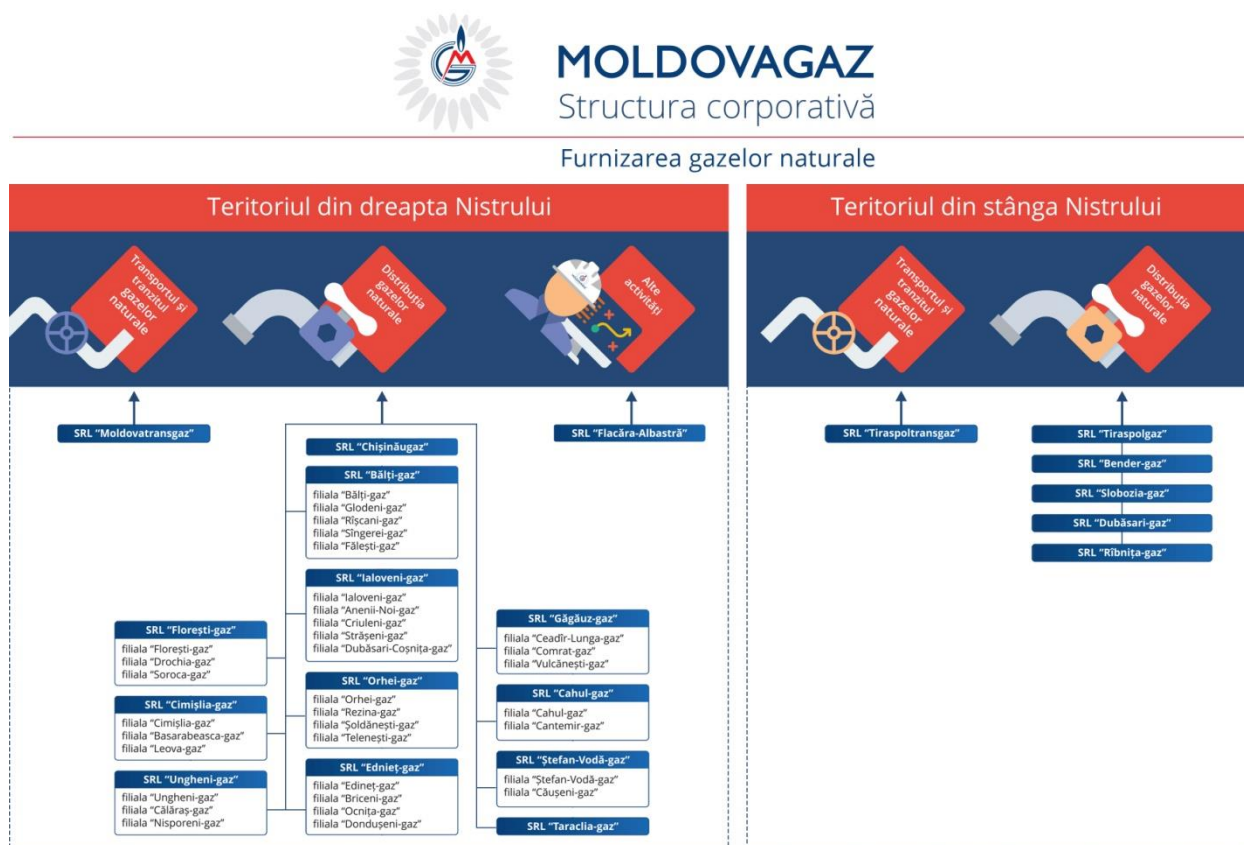 MOLDOVAGAZ
Structura corporativă
Furnizarea gazelor naturale
Teritoriul din dreapta Nistrului
Transportul și
tranzitul
gazelor
naturale
Distribuția
gazelor
naturale
Alte
activități
SRL “Moldovatransgaz”
SRL “Chișinăugaz”
SRL “Bălți-gaz”
filiala “Bălți-gaz”
filiala “Glodeni-gaz”
filiala “Rîșcani-gaz”
filiala “Sîngerei-gaz”
filiala “Fălești-gaz”
SRL “Ialoveni-gaz”
filiala “Ialoveni-gaz”
filiala “Anenii-Noi-gaz”
filiala “Criuleni-gaz”
filiala “Strășeni-gaz”
filiala “Dubăsari-Coșnița-gaz”
SRL “Orhei-gaz”
filiala “Orhei-gaz”
filiala “Rezina-gaz”
filiala “Șoldănești-gaz”
filiala “Telenești-gaz”
SRL “Ednieț-gaz”
filiala “Edineț-gaz”
filiala “Briceni-gaz”
filiala “Ocnița-gaz”
filiala “Dondușeni-gaz”
SRL “Florești-gaz”
filiala “Florești-gaz”
filiala “Drochia-gaz”
filiala “Soroca-gaz”
SRL “Cimișlia-gaz”
filiala “Cimișlia-gaz”
filiala “Basarabeasca-gaz”
filiala “Leova-gaz”
SRL “Ungheni-gaz”
filiala “Ungheni-gaz”
filiala “Călăraș-gaz”
filiala “Nisporeni-gaz”
SRL “Găgăuz-gaz”
filiala “Ceadîr-Lunga-gaz”
filiala “Comrat-gaz”
filiala “Vulcănești-gaz”
SRL “Cahul-gaz”
filiala “Cahul-gaz”
filiala “Cantemir-gaz”
SRL “Ștefan-Vodă-gaz”
filiala “Ștefan-Vodă-gaz”
filiala “Căușeni-gaz”
SRL “Taraclia-gaz”
SRL “Flacăra-Albastră”
Teritoriul din stânga Nistrului
Transportul și
tranzitul
gazelor
naturale
Distribuția
gazelor
naturale
SRL “Tiraspoltransgaz”
SRL “Tiraspolgaz”
SRL “Bender-gaz”
SRL “Slobozia-gaz”
SRL “Dubăsari-gaz”
SRL “Rîbnița-gaz”